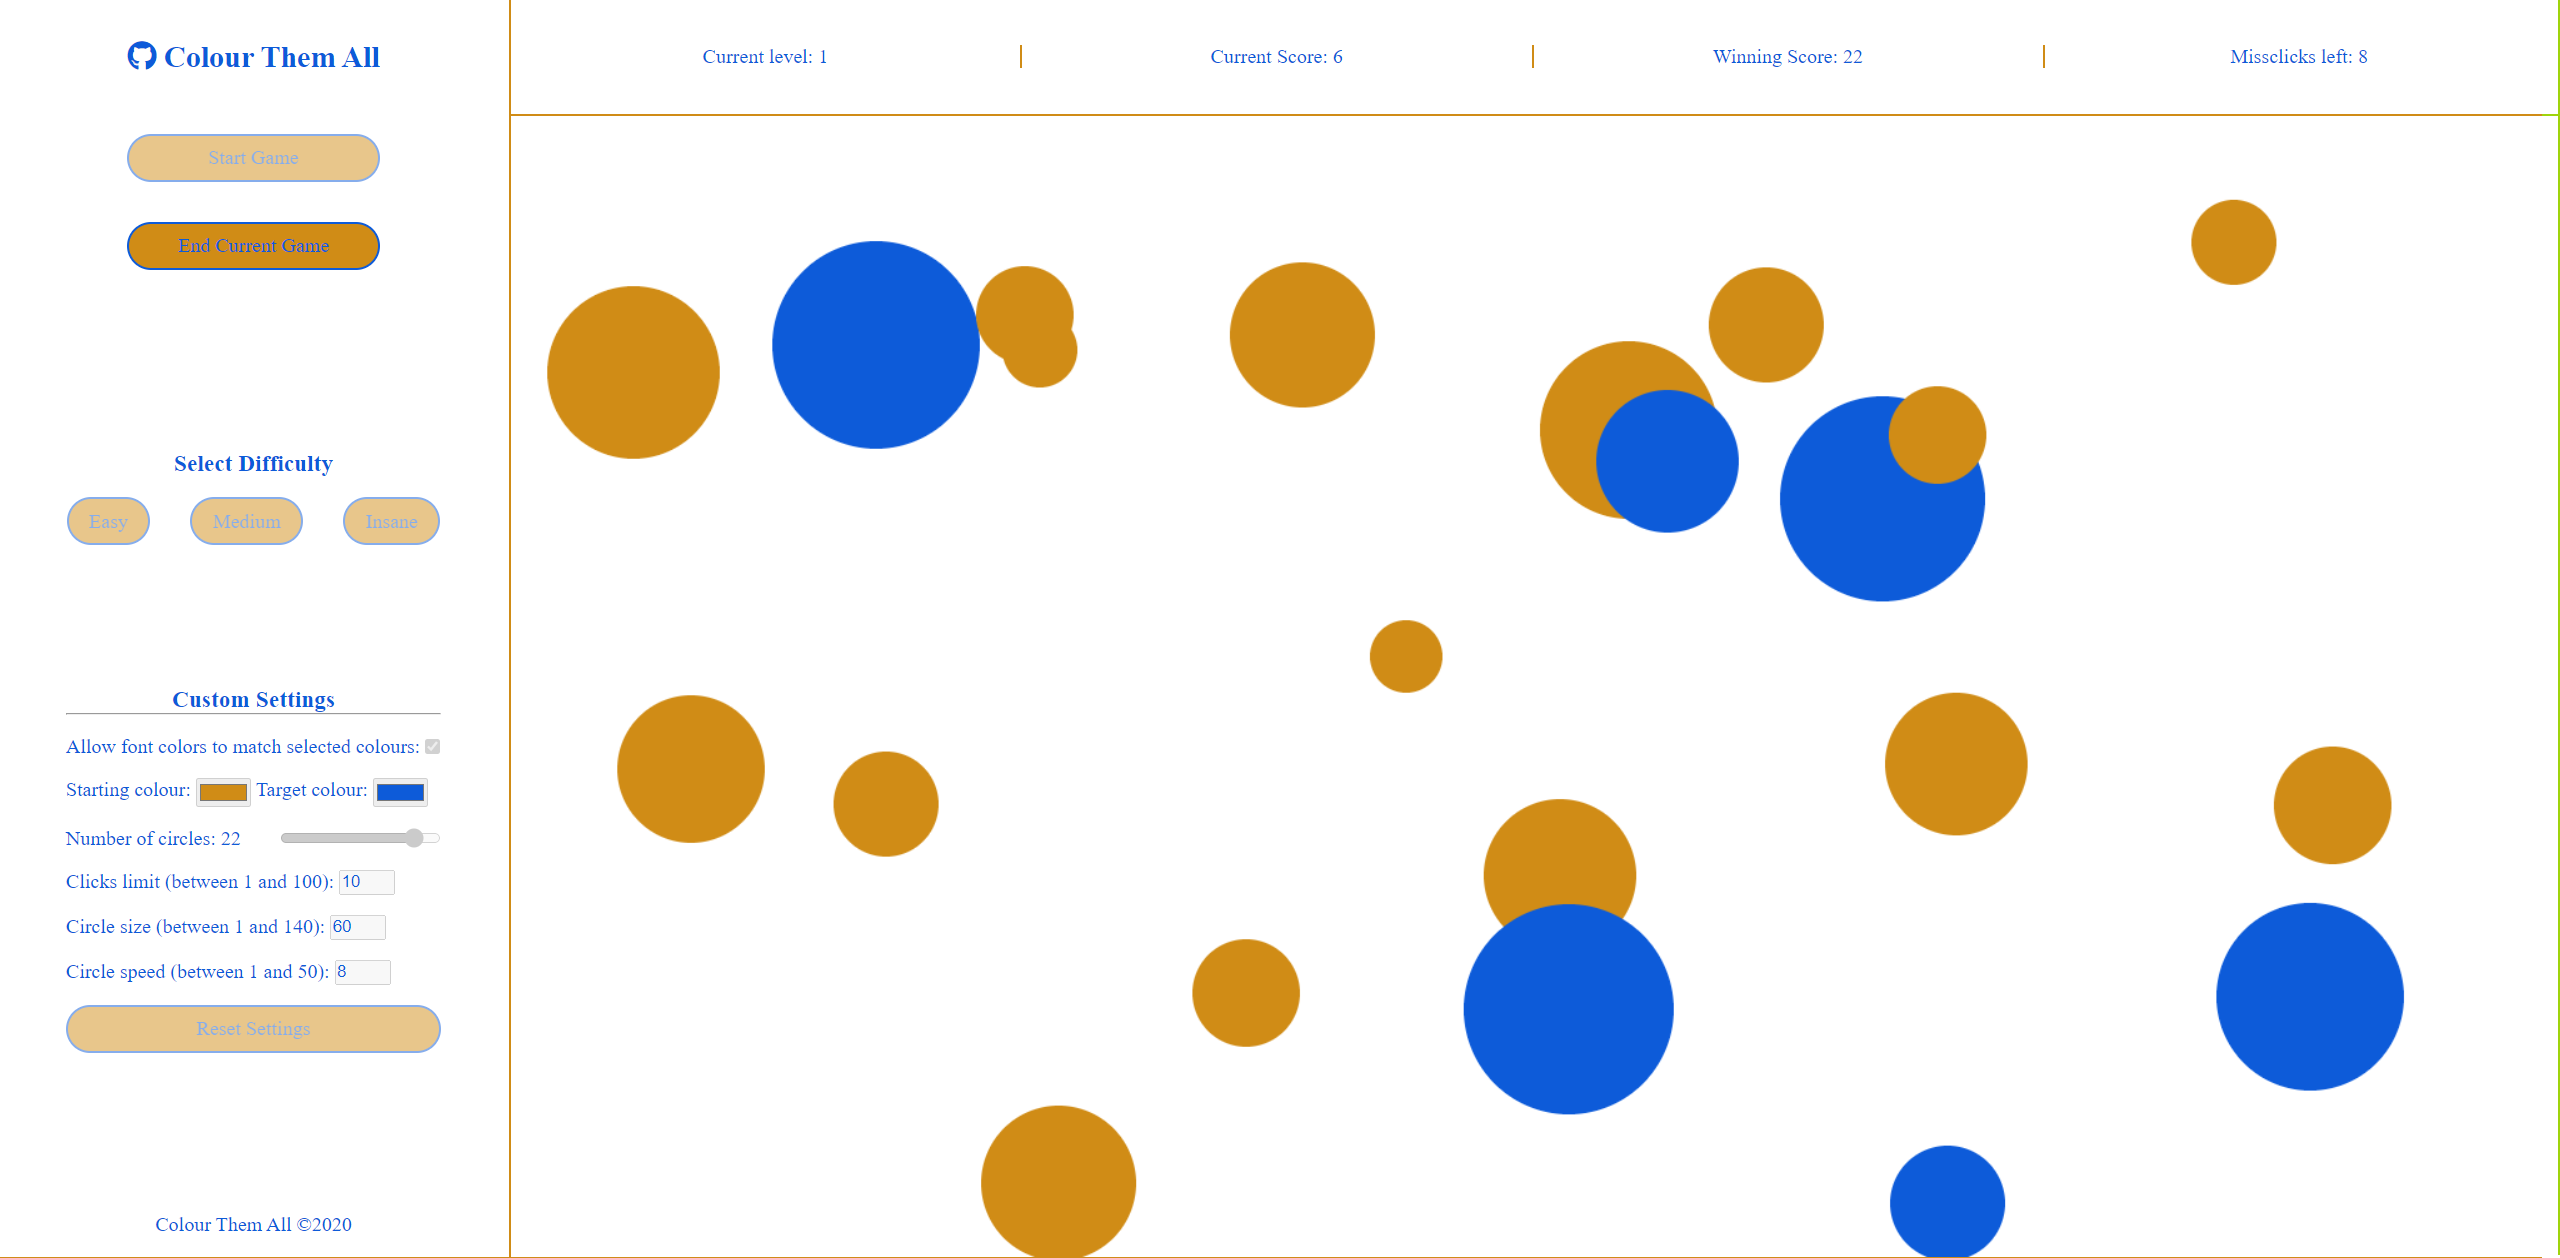 Colour Them All
Current level: 1
Current Score: 6
Winning Score: 22
Missclicks left: 8
Start Game
End Current Game
Select Difficulty
Easy
Medium
Insane
Custom Settings
Allow font colors to match selected colours:
Starting colour:
Target colour:
Number of circles: 22
Clicks limit (between 1 and 100): 10
Circle size (between 1 and 140): 60
Circle speed (between 1 and 50): 8
Reset Settings
Colour Them All ©2020